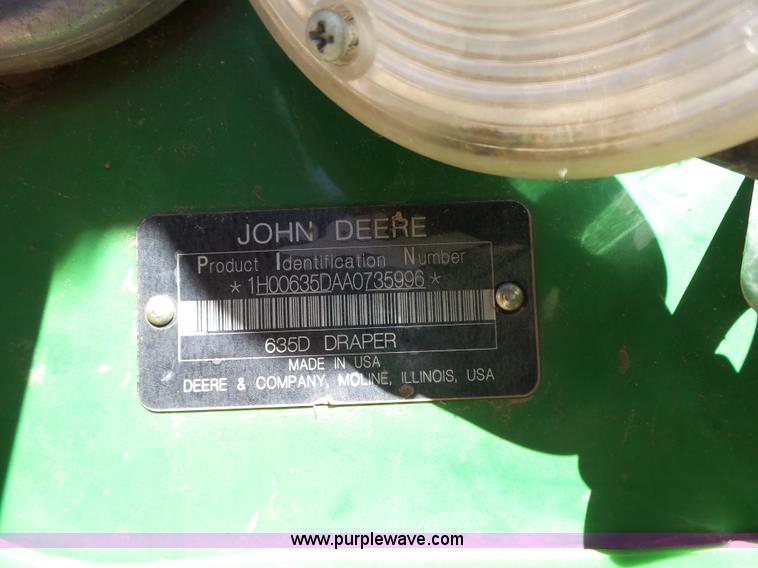 JOHN DEERE
Product Identification Number
*1H00635DAA0735996*
635D DRAPER
MADE IN USA
DEERE & COMPANY, MOLINE, ILLINOIS, USA
www.purplewave.com